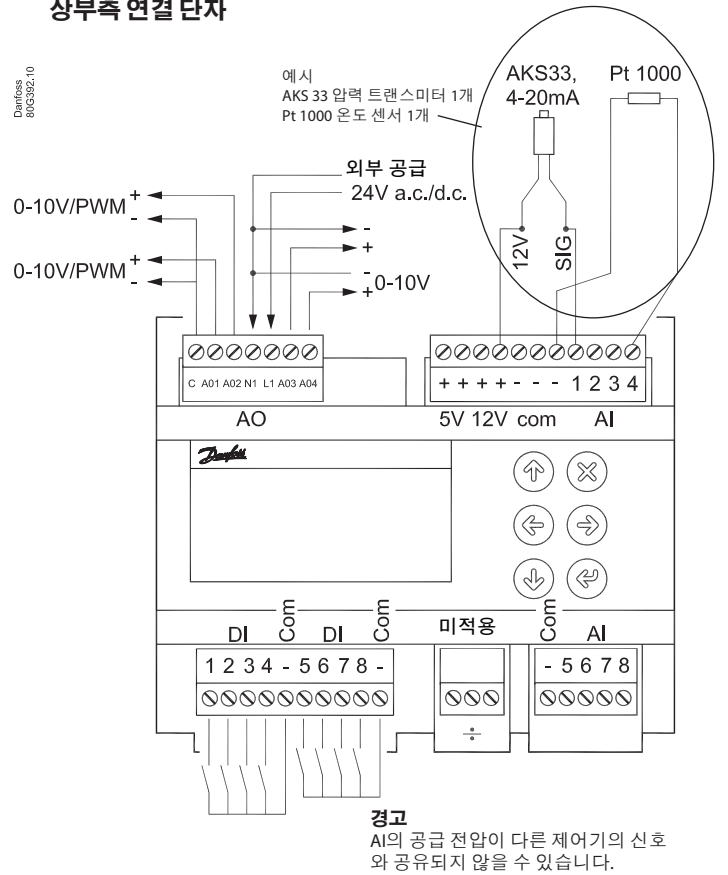 상부측 연결 단자
Danfoss
80G392.10
예시
AKS 33 압력 트랜스미터 1개
Pt 1000 온도 센서 1개
AKS33,
4-20mA
Pt 1000
외부 공급
24V a.c./d.c.
0-10V/PWM
+
-
0-10V/PWM
+
-
-
+
-
+
0-10V
12V
SIG
C A01 A02 N1 L1 A03 A04
+ + + + - - - 1 2 3 4
AO
5V 12V com AI
Danfoss
DI Com DI Com
미적용
Com AI
1 2 3 4 - 5 6 7 8 -
- 5 6 7 8
÷
경고
AI의 공급 전압이 다른 제어기의 신호
와 공유되지 않을 수 있습니다.